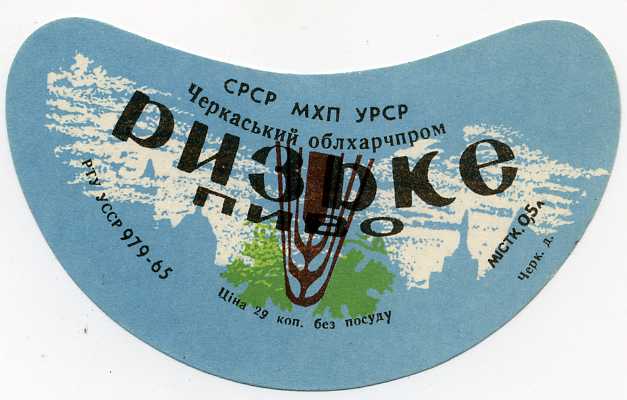 СРСР МХП УРСР
Черкаський облхарчпром
ризьке
пиво
РТУ УССР 979-65
МІСТК. 0,5л
Черк. д.
Ціна 29 коп. без посуду